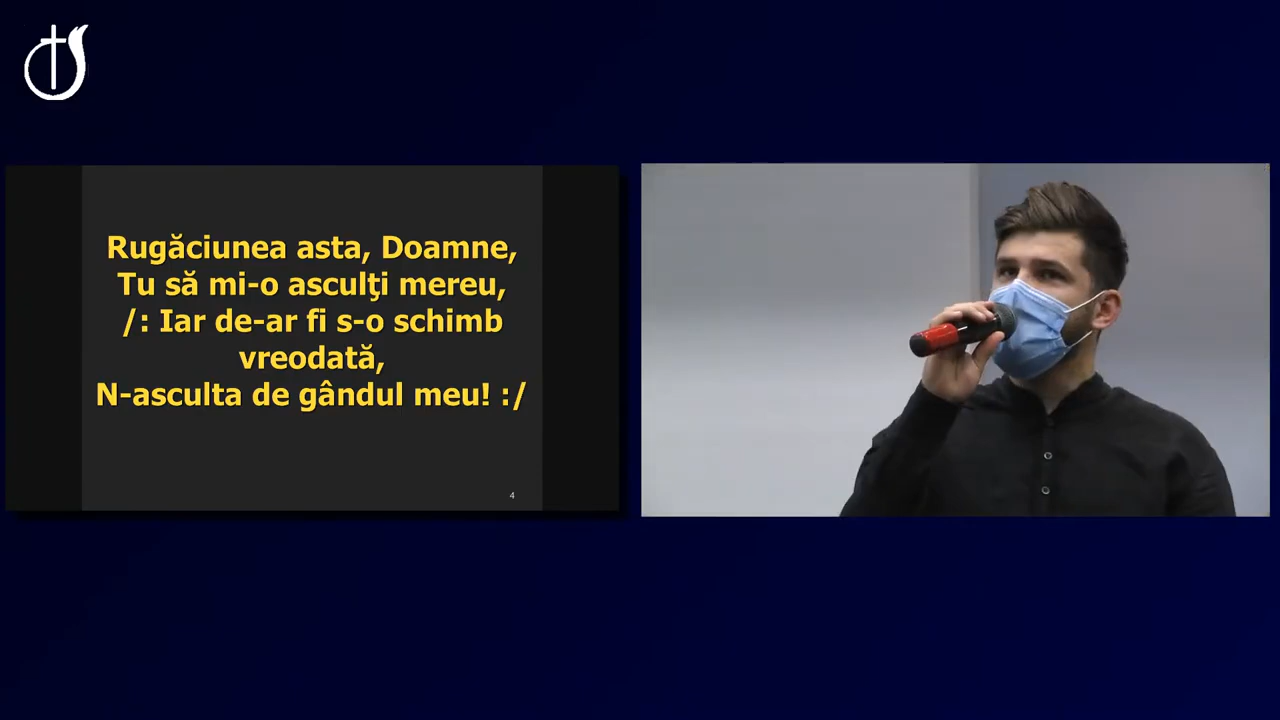 Rugăciunea asta, Doamne,
Tu să mi-o asculţi mereu,
/: Iar de-ar fi s-o schimb
vreodată,
N-asculta de gândul meu! :/
4